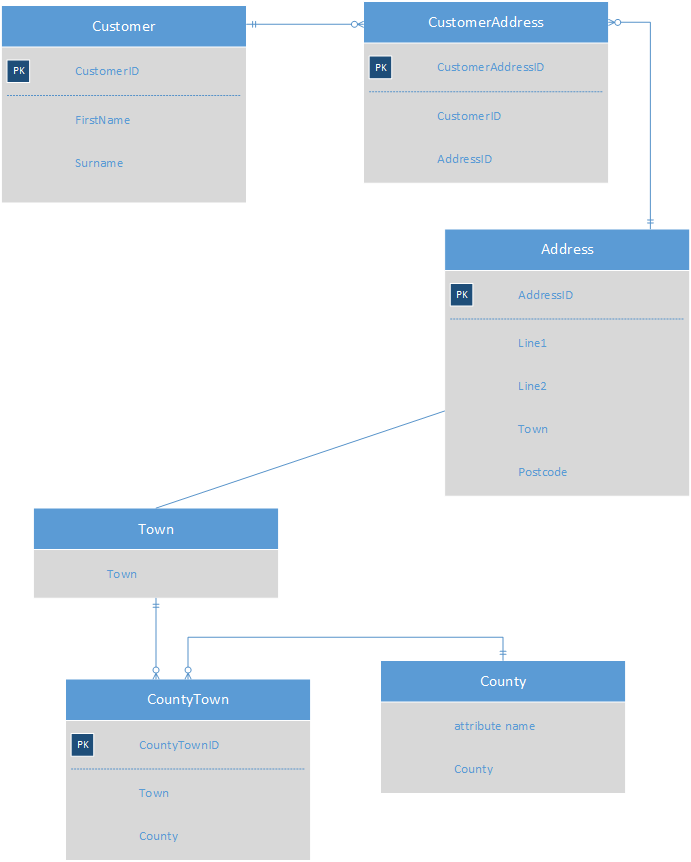 Customer
PK CustomerID
FirstName
Surname
CustomerAddress
PK CustomerAddressID
CustomerID
AddressID
Address
PK AddressID
Line1
Line2
Town
Postcode
Town
Town
CountyTown
PK CountyTownID
Town
County
County
attribute name
County